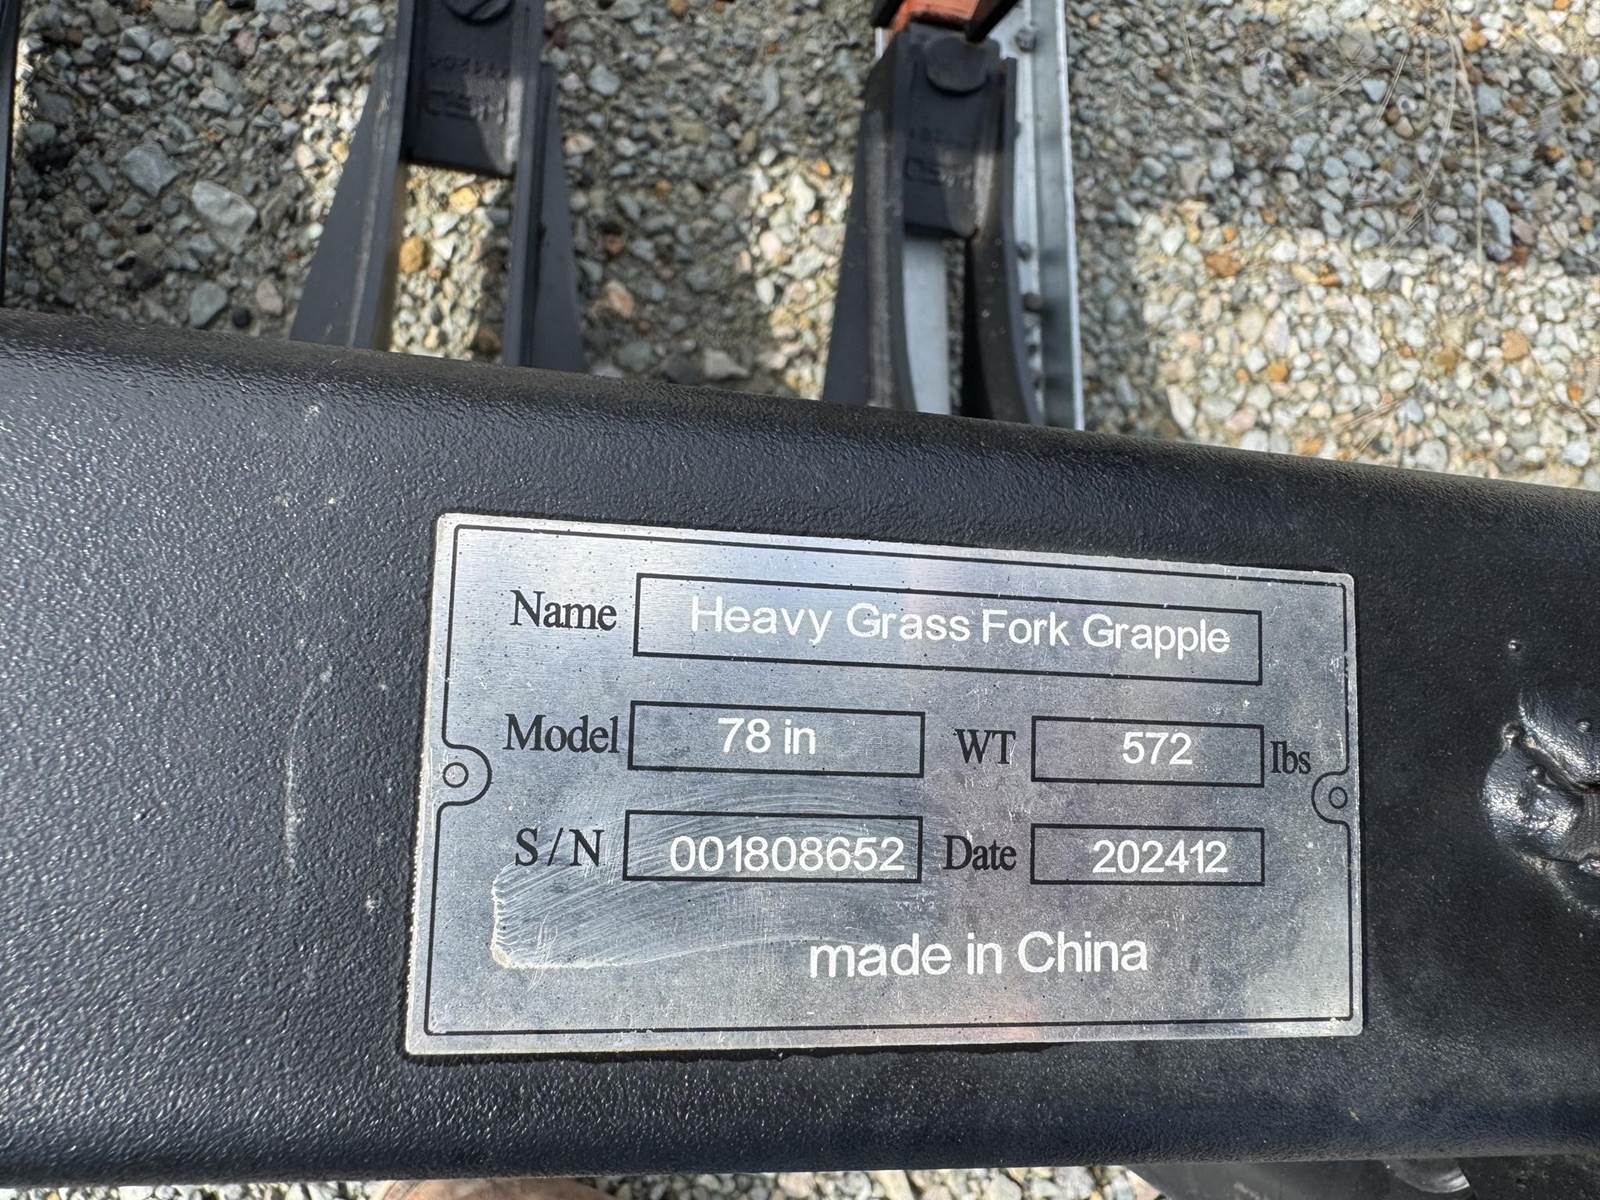 Name Heavy Grass Fork Grapple
Model 78 in WT 572 lbs
S/N 001808652 Date 202412
made in China